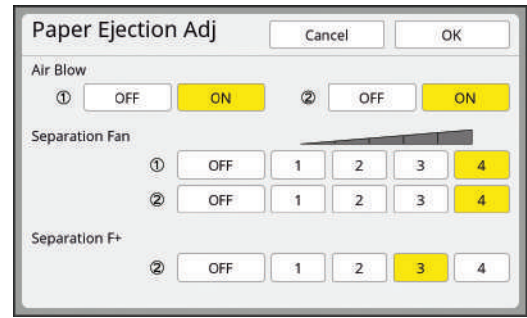 Paper Ejection Adj Cancel OK
Air Blow
① OFF ON ② OFF ON
Separation Fan
① OFF 1 2 3 4
② OFF 1 2 3 4
Separation F+
② OFF 1 2 3 4